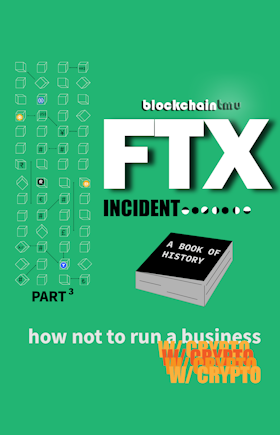 blockchaintmu
FTX
INCIDENT
A BOOK OF
HISTORY
PART 3
how not to run a business
W/ CRYPTO
W/ CRYPTO
W/ CRYPTO